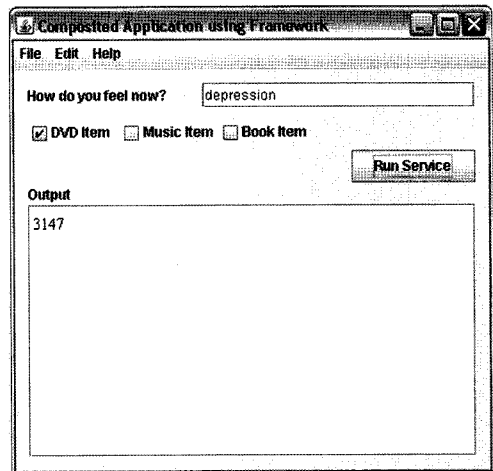 Composited Application using Framework
File Edit Help
How do you feel now? depression
DVD Item Music Item Book Item
Run Service
Output
3147